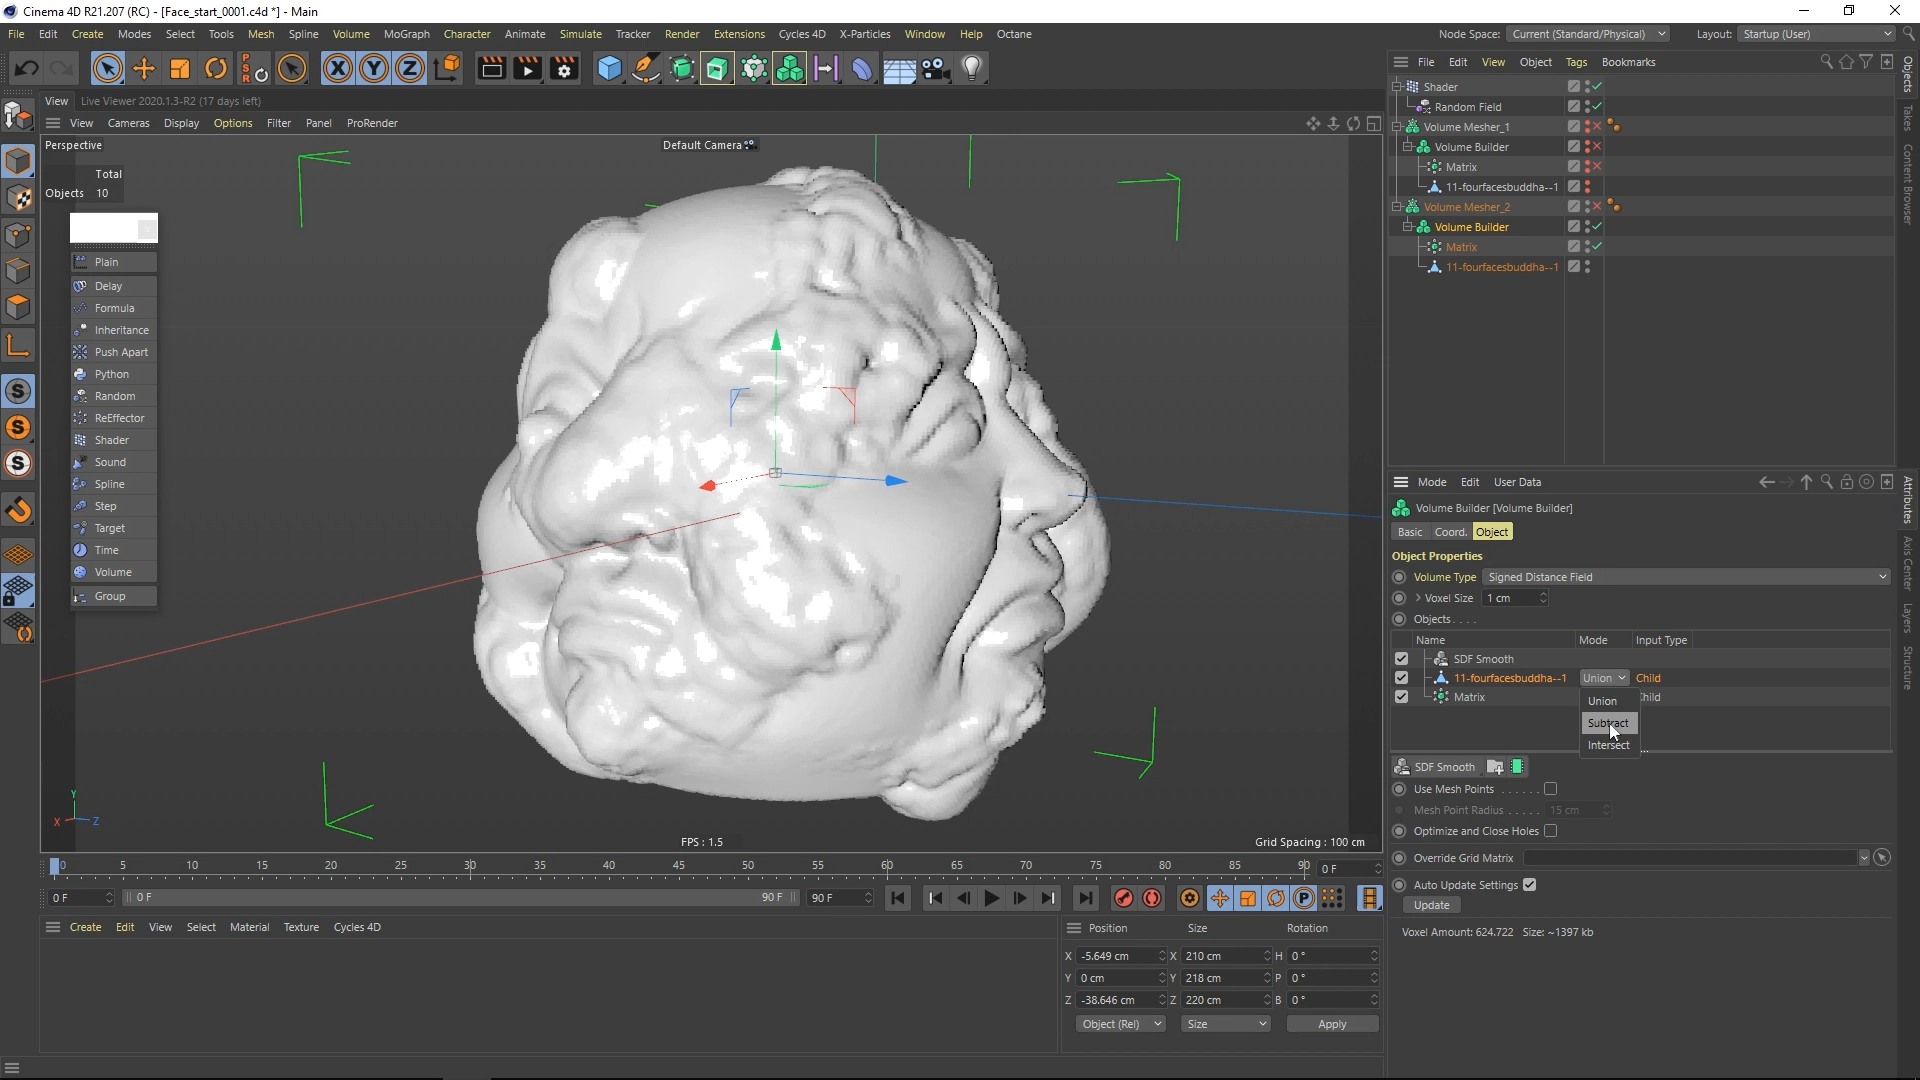 Cinema 4D R21.207 (RC) - [Face_start_0001.c4d *] - Main
File Edit Create Modes Select Tools Mesh Spline Volume MoGraph Character Animate Simulate Tracker Render Extensions Cycles 4D X-Particles Window Help Octane Node Space: Current (Standard/Physical) Layout: Startup (User)
PSR X Y Z
View Live Viewer 2020.1.3-R2 (17 days left)
View Cameras Display Options Filter Panel ProRender
Perspective
Default Camera
Total
Objects 10
Plain
Delay
Formula
Inheritance
Push Apart
Python
Random
ReEffector
Shader
Sound
Spline
Step
Target
Time
Volume
Group
S
S
S
Y
X Z
FPS : 1.5
Grid Spacing : 100 cm
0 5 10 15 20 25 30 35 40 45 50 55 60 65 70 75 80 85 90 0 F
0 F 0 F 90 F 90 F P
Create Edit View Select Material Texture Cycles 4D
Position Size Rotation
X -5.649 cm X 210 cm H 0 °
Y 0 cm Y 218 cm P 0 °
Z -38.646 cm Z 220 cm B 0 °
Object (Rel) Size Apply
File Edit View Object Tags Bookmarks
Shader
Random Field
Volume Mesher_1
Volume Builder
Matrix
11-fourfacesbuddha--1
Volume Mesher_2
Volume Builder
Matrix
11-fourfacesbuddha--1
Mode Edit User Data
Volume Builder [Volume Builder]
Basic Coord. Object
Object Properties
Volume Type Signed Distance Field
Voxel Size 1 cm
Objects . . . .
Name Mode Input Type
SDF Smooth
11-fourfacesbuddha--1 Union Child
Matrix hild
Union
Subtract
Intersect
SDF Smooth
Use Mesh Points . . . . . .
Mesh Point Radius . . . . . 15 cm
Optimize and Close Holes
Override Grid Matrix
Auto Update Settings
Update
Voxel Amount: 624.722 Size: ~1397 kb
Objects
Takes
Content Browser
Attributes
Axis Center
Layers
Structure